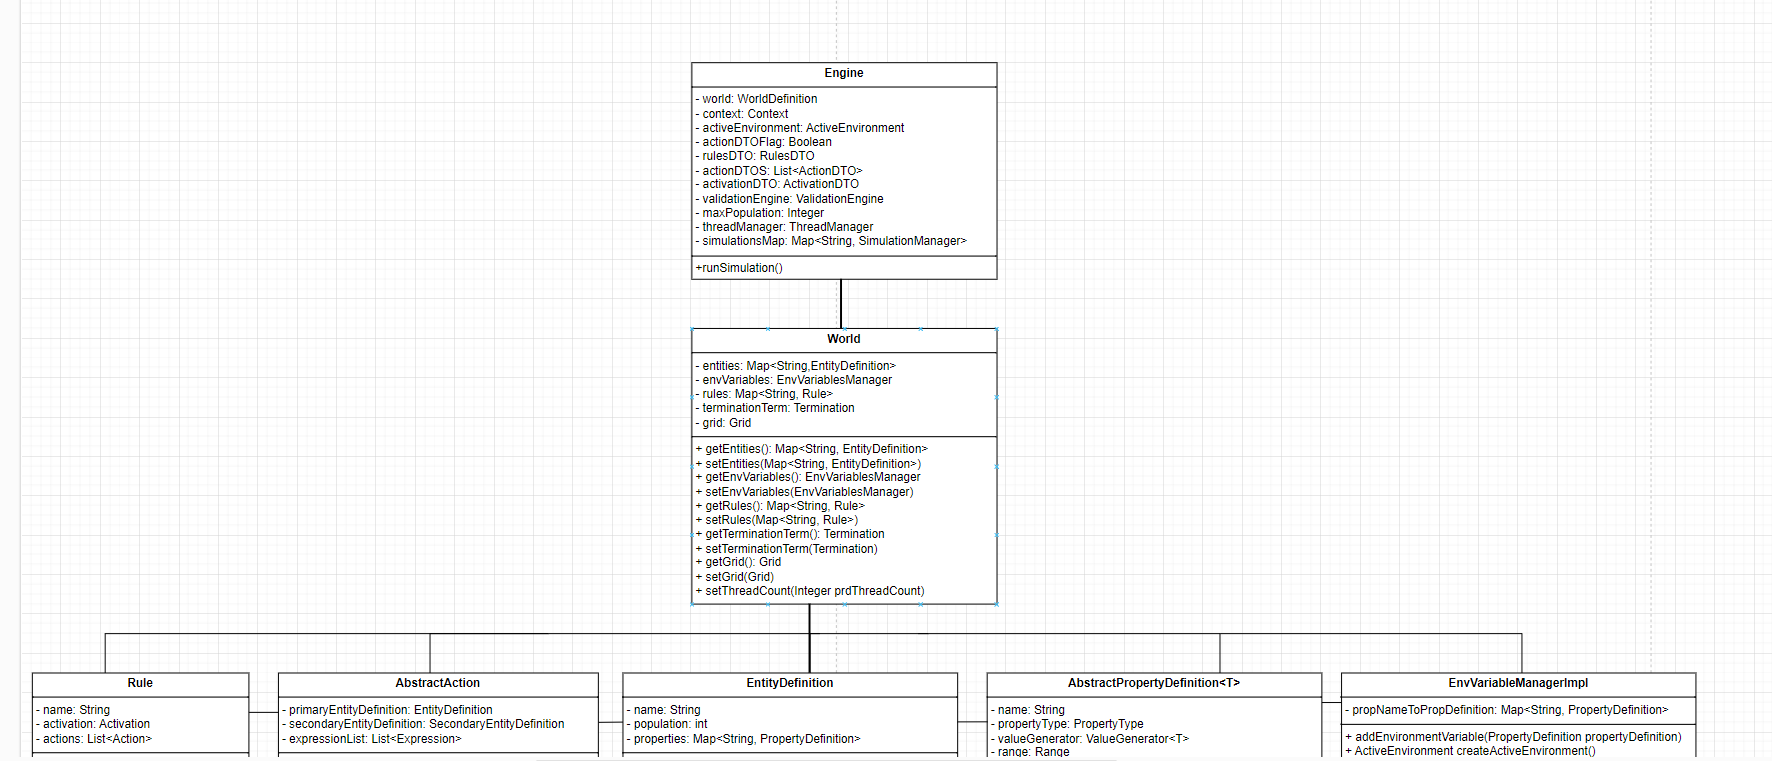 Engine
- world: WorldDefinition
- context: Context
- activeEnvironment: ActiveEnvironment
- actionDTOFlag: Boolean
- rulesDTO: RulesDTO
- actionDTOS: List<ActionDTO>
- activationDTO: ActivationDTO
- validationEngine: ValidationEngine
- maxPopulation: Integer
- threadManager: ThreadManager
- simulationsMap: Map<String, SimulationManager>
+runSimulation()
World
- entities: Map<String,EntityDefinition>
- envVariables: EnvVariablesManager
- rules: Map<String, Rule>
- terminationTerm: Termination
- grid: Grid
+ getEntities(): Map<String, EntityDefinition>
+ setEntities(Map<String, EntityDefinition>)
+ getEnvVariables(): EnvVariablesManager
+ setEnvVariables(EnvVariablesManager)
+ getRules(): Map<String, Rule>
+ setRules(Map<String, Rule>)
+ getTerminationTerm(): Termination
+ setTerminationTerm(Termination)
+ getGrid(): Grid
+ setGrid(Grid)
+ setThreadCount(Integer prdThreadCount)
Rule
- name: String
- activation: Activation
- actions: List<Action>
AbstractAction
- primaryEntityDefinition: EntityDefinition
- secondaryEntityDefinition: SecondaryEntityDefinition
- expressionList: List<Expression>
EntityDefinition
- name: String
- population: int
- properties: Map<String, PropertyDefinition>
AbstractPropertyDefinition<T>
- name: String
- propertyType: PropertyType
- valueGenerator: ValueGenerator<T>
- range: Range
EnvVariableManagerImpl
- propNameToPropDefinition: Map<String, PropertyDefinition>
+ addEnvironmentVariable(PropertyDefinition propertyDefinition)
+ ActiveEnvironment createActiveEnvironment()